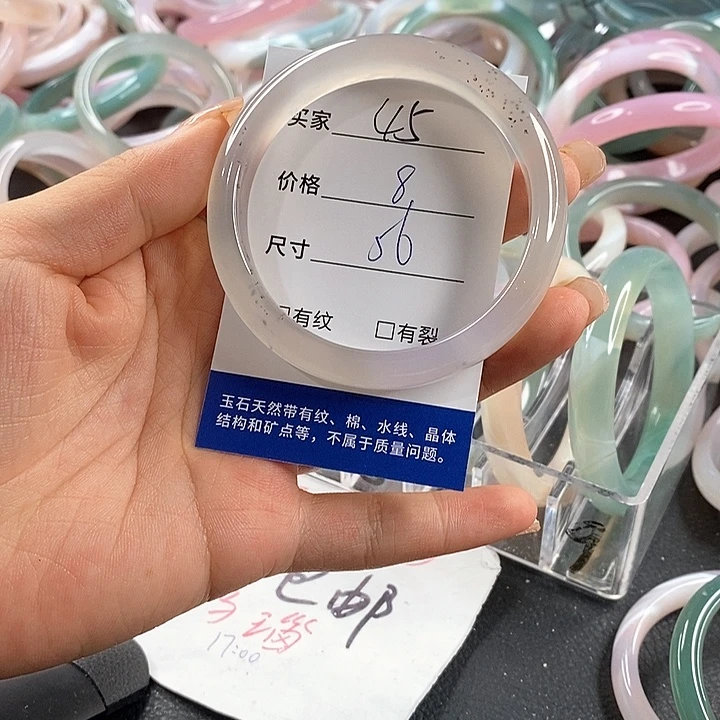 买家 45
价格 8
尺寸 56
□有纹 □有裂
玉石天然带有纹、棉、水线、晶体
结构和矿点等，不属于质量问题。
包邮
玛瑙
17:00